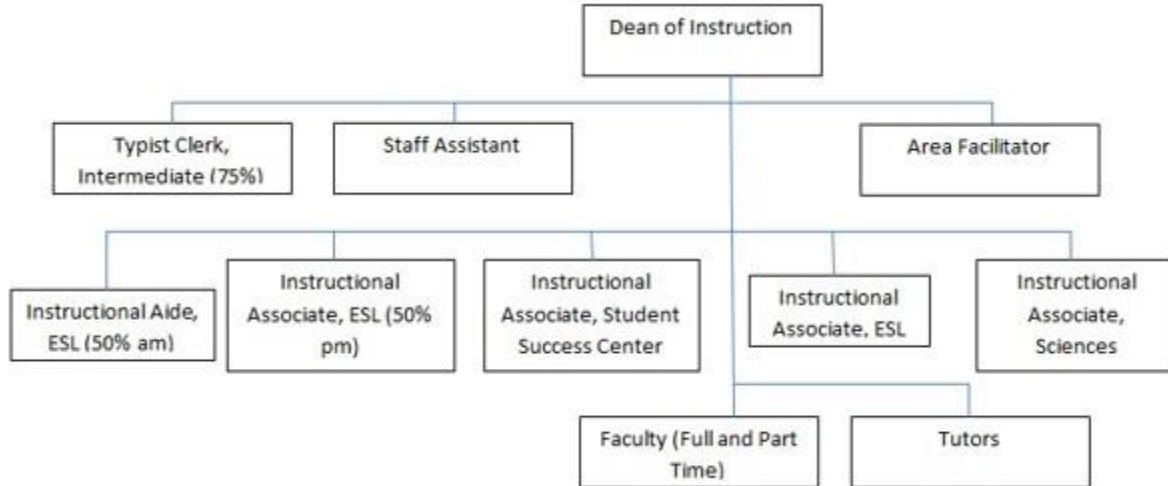 Dean of Instruction
Typist Clerk,
Intermediate (75%)
Staff Assistant
Area Facilitator
Instructional Aide,
ESL (50% am)
Instructional
Associate, ESL (50%
pm)
Instructional
Associate, Student
Success Center
Instructional
Associate, ESL
Instructional
Associate,
Sciences
Faculty (Full and Part
Time)
Tutors